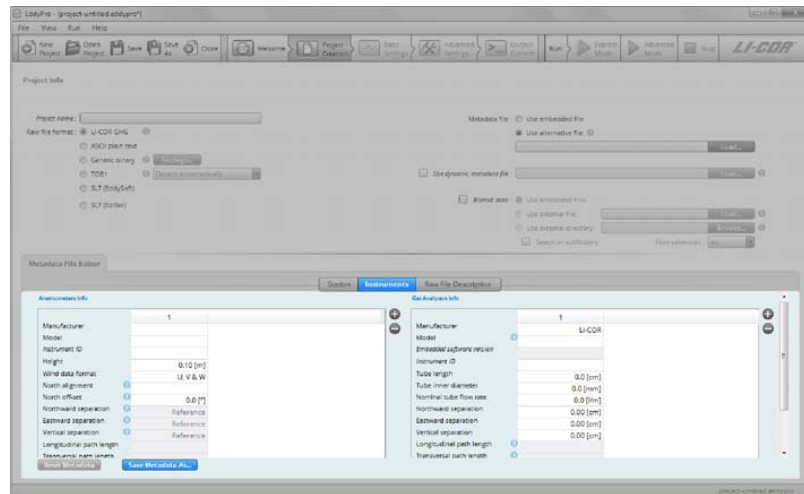 EddyPro - [project-untitled.eddypro*]
File View Run Help
New Project
Open Project
Save
Save as
Close
Welcome
Project Creation
Basic Settings
Advanced Settings
Output
Run:
Express Mode
Advanced Mode
Stop
LI-COR
Project Info
Project name:
Raw file format: LI-COR GHG
ASCII plain text
Generic binary Settings...
TOB1 Detect automatically
SLT (EddySoft)
SLT (EdiRe)
Metadata file: Use embedded file
Use alternative file:
Load...
Use dynamic metadata file: Load...
Biomet data: Use embedded files
Use external file: Load...
Use external directory: Browse...
Search in subfolders
Metadata File Editor
Station Instruments Raw File Description
Anemometers Info
1
Manufacturer
Model
Instrument ID
Height 0.10 [m]
Wind data format U, V & W
North alignment
North offset 0.0 [°]
Northward separation Reference
Eastward separation Reference
Vertical separation Reference
Longitudinal path length
Transversal path length
Reset Metadata Save Metadata As...
Gas Analyzers Info
1
Manufacturer LI-COR
Model
Embedded software version
Instrument ID
Tube length 0.0 [cm]
Tube inner diameter 0.0 [mm]
Nominal tube flow rate 0.0 [l/m]
Northward separation 0.00 [cm]
Eastward separation 0.00 [cm]
Vertical separation 0.00 [cm]
Longitudinal path length
Transversal path length